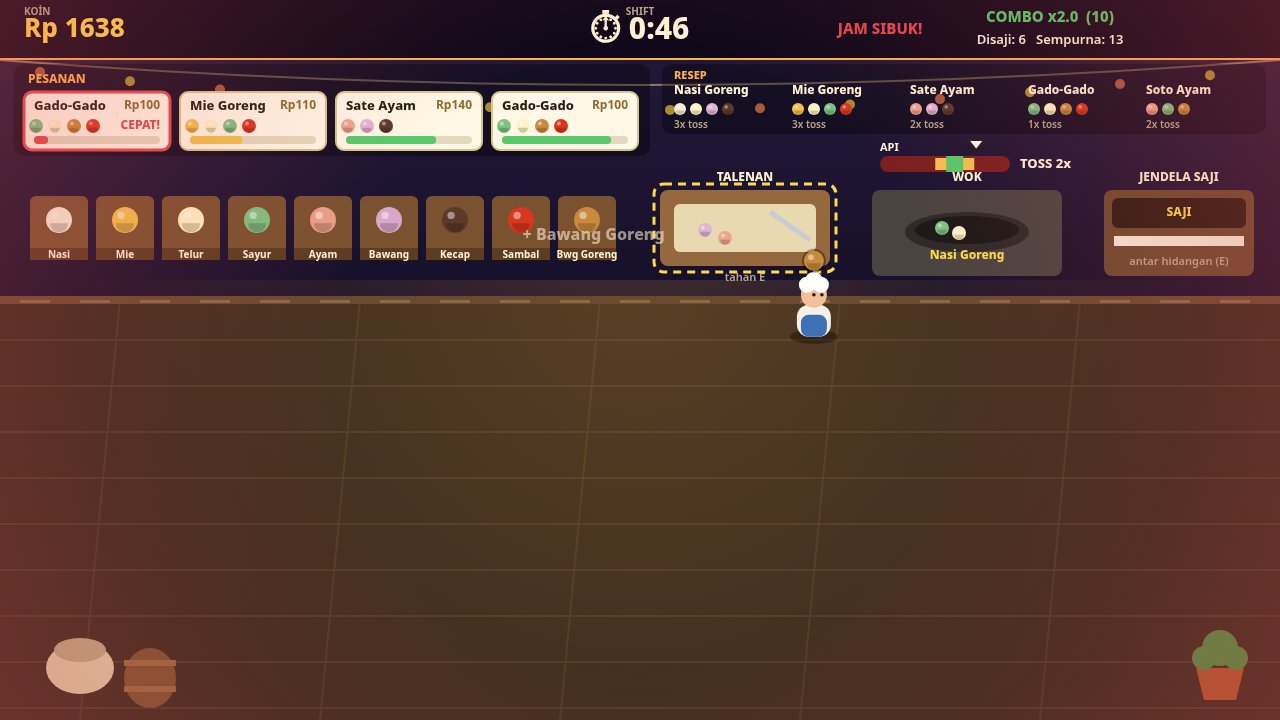 KOIN
Rp 1638
SHIFT
0:46
JAM SIBUK!
COMBO x2.0 (10)
Disaji: 6 Sempurna: 13
PESANAN
Gado-Gado Rp100
CEPAT!
Mie Goreng Rp110
Sate Ayam Rp140
Gado-Gado Rp100
RESEP
Nasi Goreng
3x toss
Mie Goreng
3x toss
Sate Ayam
2x toss
Gado-Gado
1x toss
Soto Ayam
2x toss
API
TOSS 2x
TALENAN
WOK
JENDELA SAJI
Nasi
Mie
Telur
Sayur
Ayam
Bawang
Kecap
Sambal
Bwg Goreng
+ Bawang Goreng
tahan E
Nasi Goreng
SAJI
antar hidangan (E)